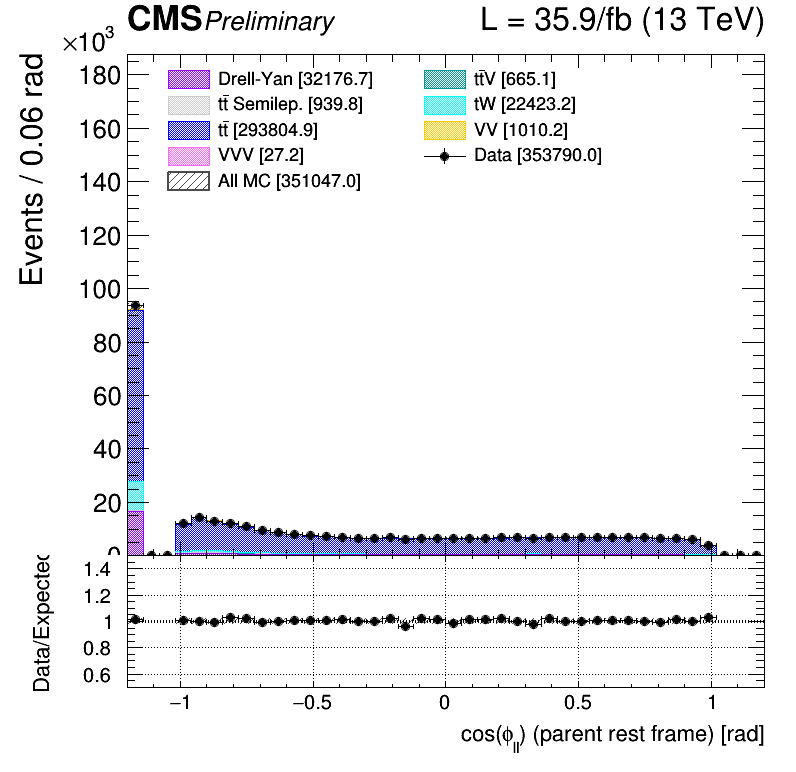 CMS Preliminary L = 35.9/fb (13 TeV)
×10³
Events / 0.06 rad
180
160
140
120
100
80
60
40
20
0
Drell-Yan [32176.7]
tt̄ Semilep. [939.8]
tt̄ [293804.9]
VVV [27.2]
All MC [351047.0]
tt̄V [665.1]
tW [22423.2]
VV [1010.2]
Data [353790.0]
Data/Expected
1.4
1.2
1
0.8
0.6
−1 −0.5 0 0.5 1
cos(ϕ_ll) (parent rest frame) [rad]